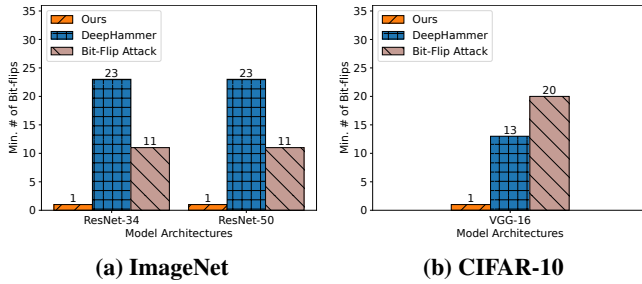 Ours
DeepHammer
Bit-Flip Attack
Min. # of Bit-flips
35
30
25
20
15
10
5
0
1
23
11
1
23
11
ResNet-34
ResNet-50
Model Architectures
(a) ImageNet
Ours
DeepHammer
Bit-Flip Attack
Min. # of Bit-flips
35
30
25
20
15
10
5
0
1
13
20
VGG-16
Model Architectures
(b) CIFAR-10